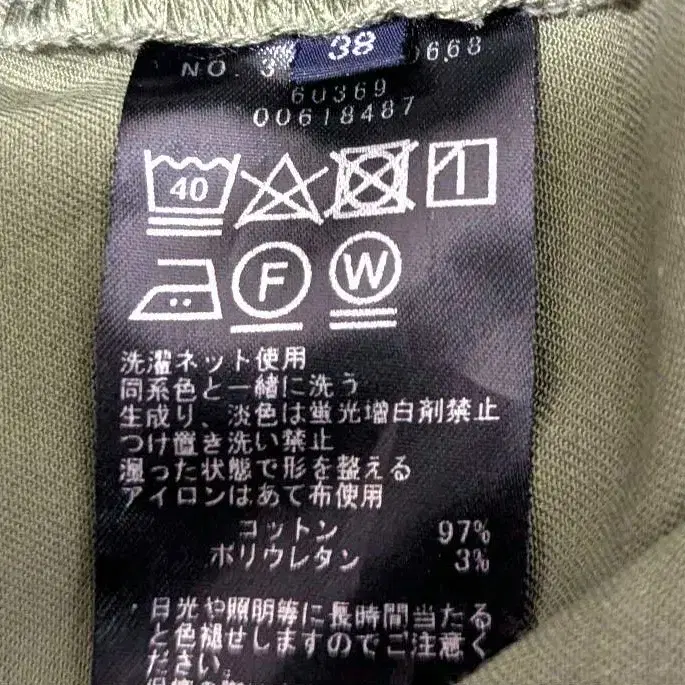 38
NO. 3 668
60369
00618487
40
F W
洗濯ネット使用
同系色と一緒に洗う
生成り、淡色は蛍光増白剤禁止
つけ置き洗い禁止
湿った状態で形を整える
アイロンはあて布使用
コットン 97%
ポリウレタン 3%
日光や照明等に長時間当たる
と色褪せしますのでご注意く
ださい。